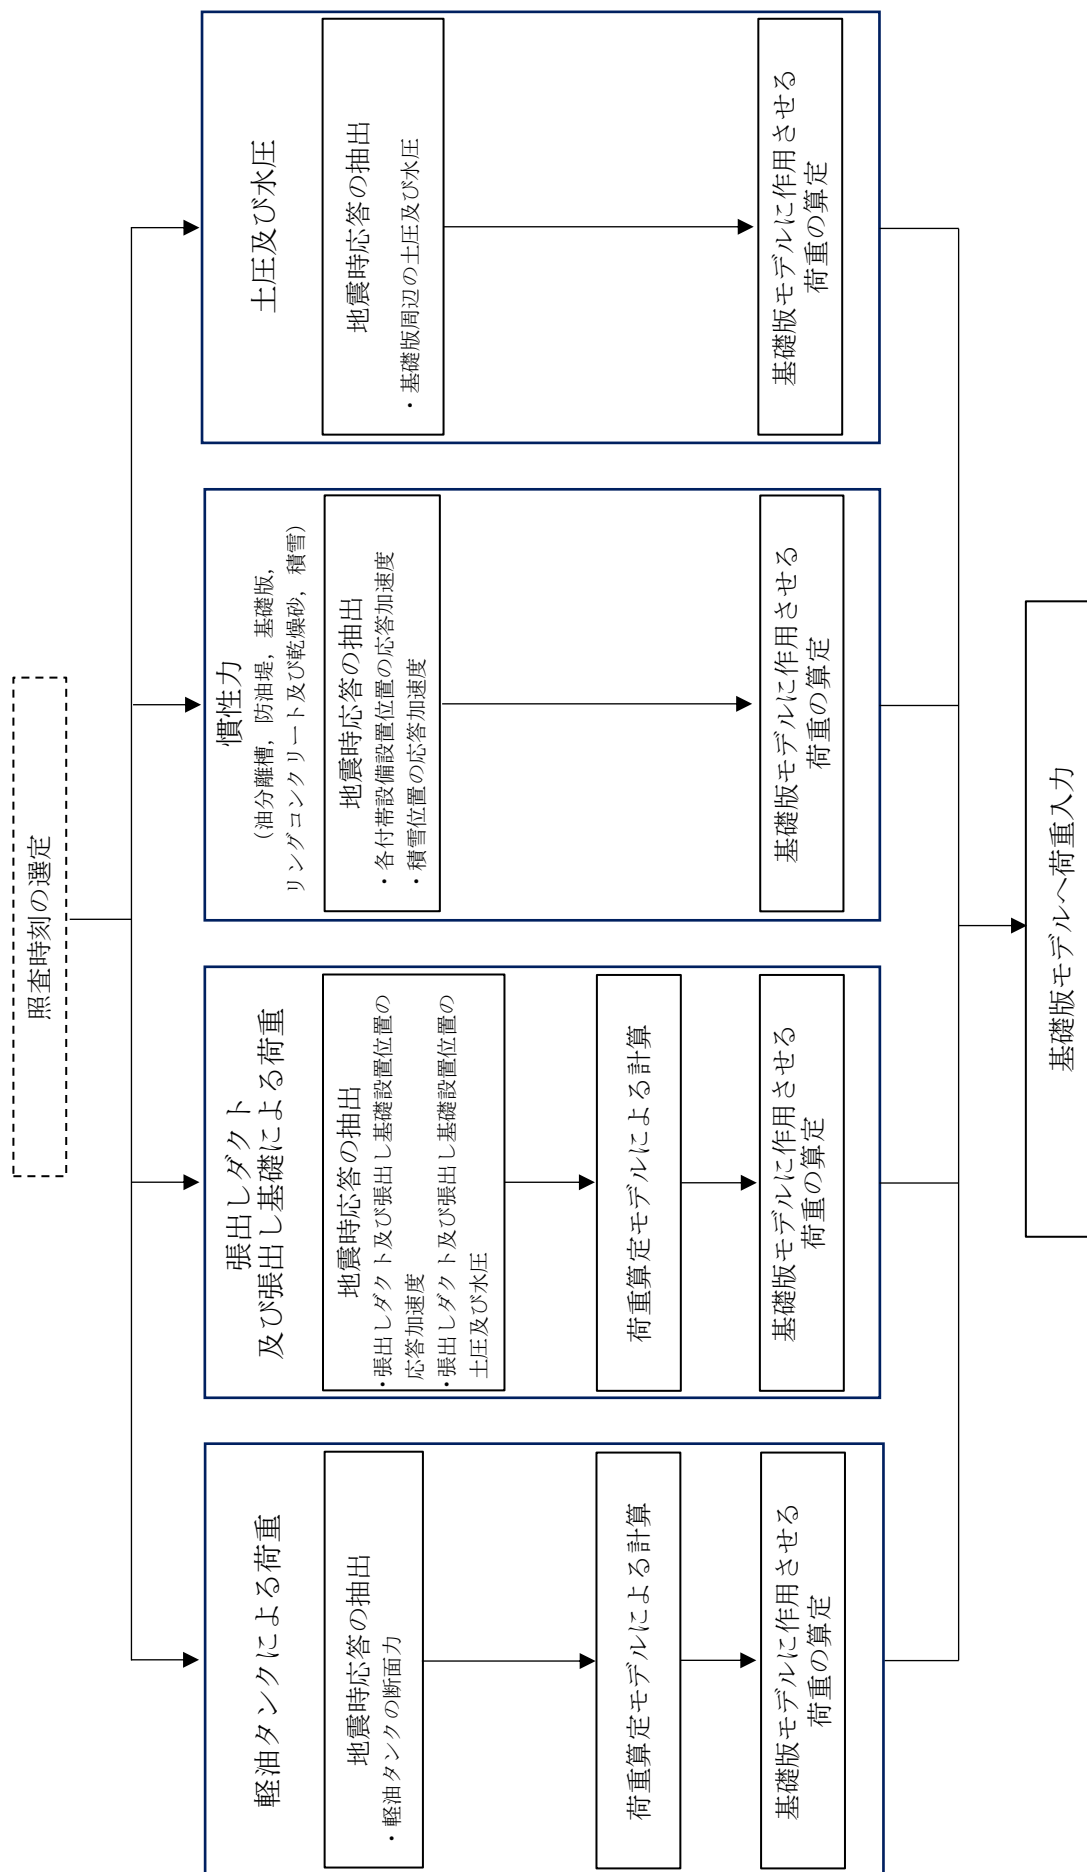 照査時刻の選定
軽油タンクによる荷重
地震時応答の抽出
・軽油タンクの断面力
荷重算定モデルによる計算
基礎版モデルに作用させる
荷重の算定
張出しダクト
及び張出し基礎による荷重
地震時応答の抽出
・張出しダクト及び張出し基礎設置位置の
応答加速度
・張出しダクト及び張出し基礎設置位置の
土圧及び水圧
荷重算定モデルによる計算
基礎版モデルに作用させる
荷重の算定
慣性力
(油分離槽，防油堤，基礎版，
リングコンクリート及び乾燥砂，積雪)
地震時応答の抽出
・各付帯設備設置位置の応答加速度
・積雪位置の応答加速度
基礎版モデルに作用させる
荷重の算定
土圧及び水圧
地震時応答の抽出
・基礎版周辺の土圧及び水圧
基礎版モデルに作用させる
荷重の算定
基礎版モデルへ荷重入力